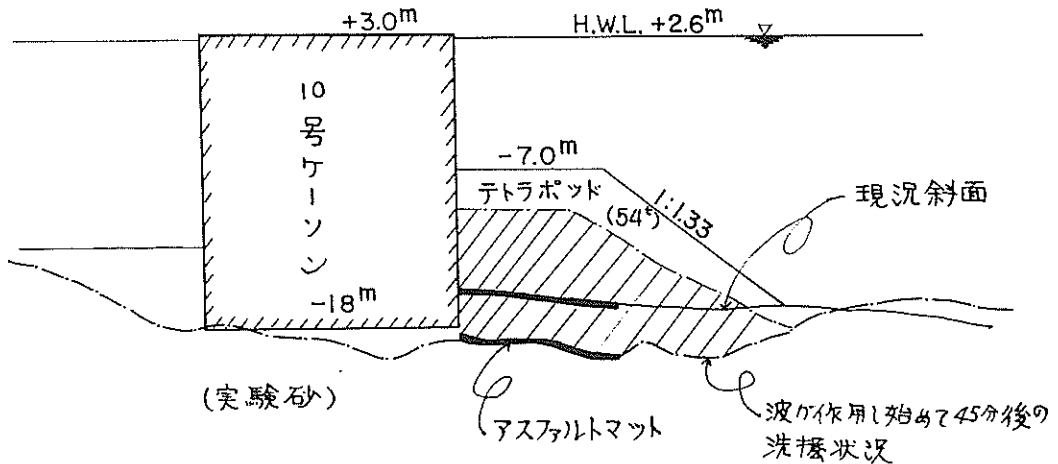 +3.0m
H.W.L. +2.6m
10号ケーソン
-7.0m
テトラポッド
(54t)
1:1.33
現況斜面
-18m
(実験砂)
アスファルトマット
波が作用し始めて45分後の
洗掘状況